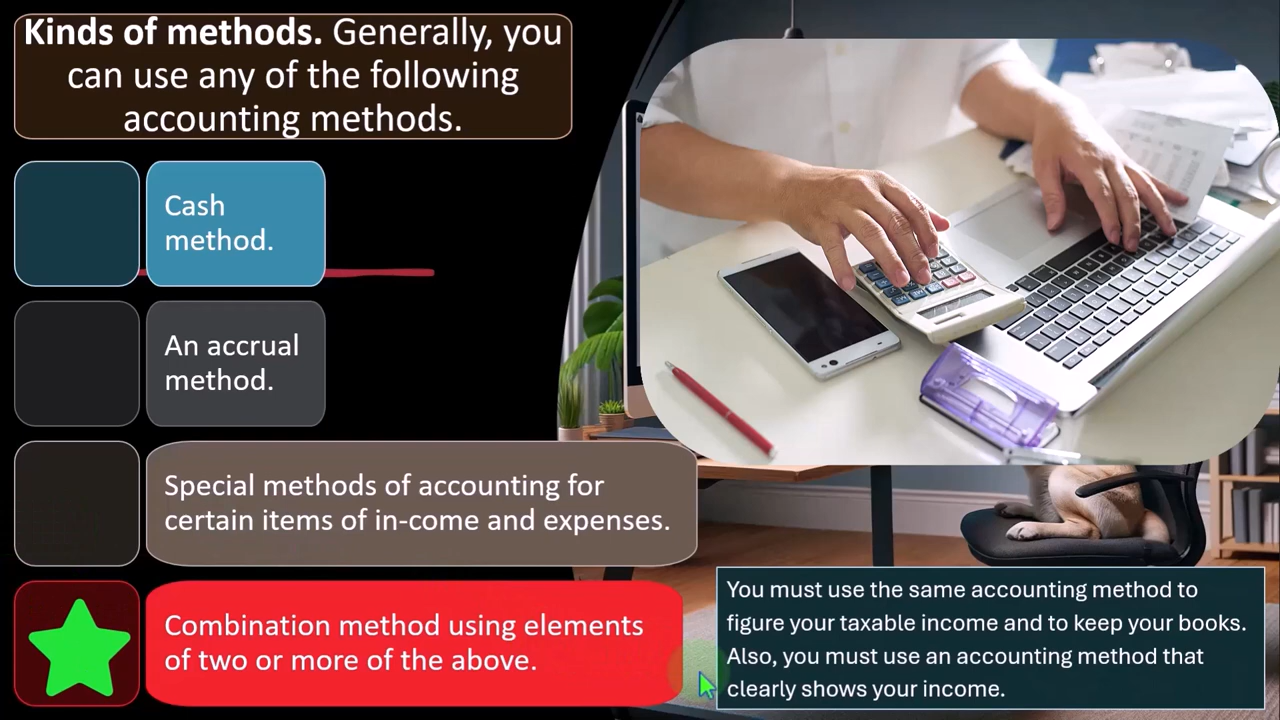 Kinds of methods. Generally, you
can use any of the following
accounting methods.
Cash
method.
An accrual
method.
Special methods of accounting for
certain items of in-come and expenses.
Combination method using elements
of two or more of the above.
You must use the same accounting method to
figure your taxable income and to keep your books.
Also, you must use an accounting method that
clearly shows your income.